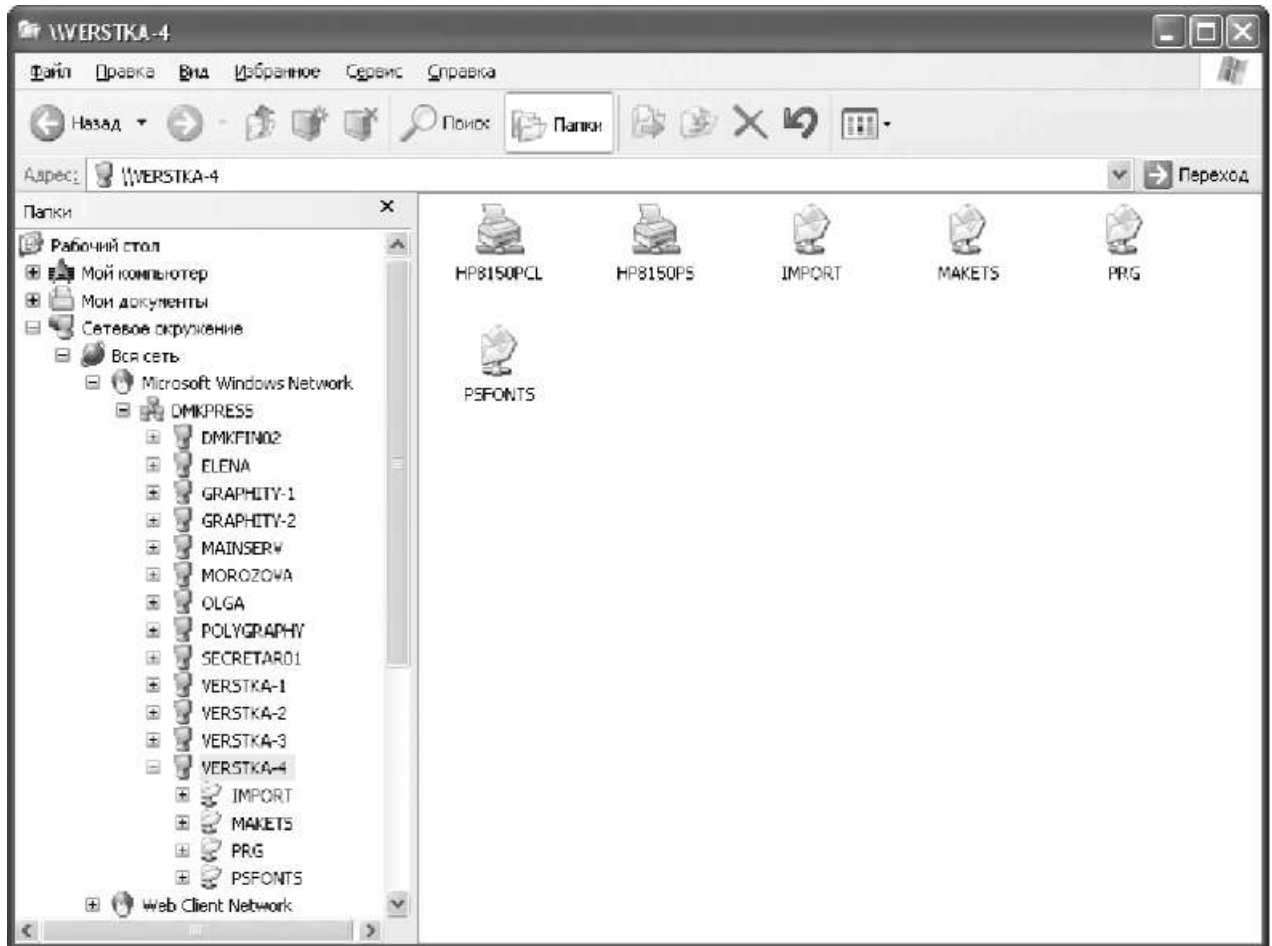 \\VERSTKA-4
Файл Правка Вид Избранное Сервис Справка
Назад Поиск Папки
Адрес: \\VERSTKA-4 Переход
Папки
Рабочий стол
Мой компьютер
Мои документы
Сетевое окружение
Вся сеть
Microsoft Windows Network
DMKPRESS
DMKFIN02
ELENA
GRAPHITY-1
GRAPHITY-2
MAINSERV
MOROZOVA
OLGA
POLYGRAPHY
SECRETAR01
VERSTKA-1
VERSTKA-2
VERSTKA-3
VERSTKA-4
IMPORT
MAKETS
PRG
PSFONTS
Web Client Network
HP8150PCL HP8150PS IMPORT MAKETS PRG
PSFONTS